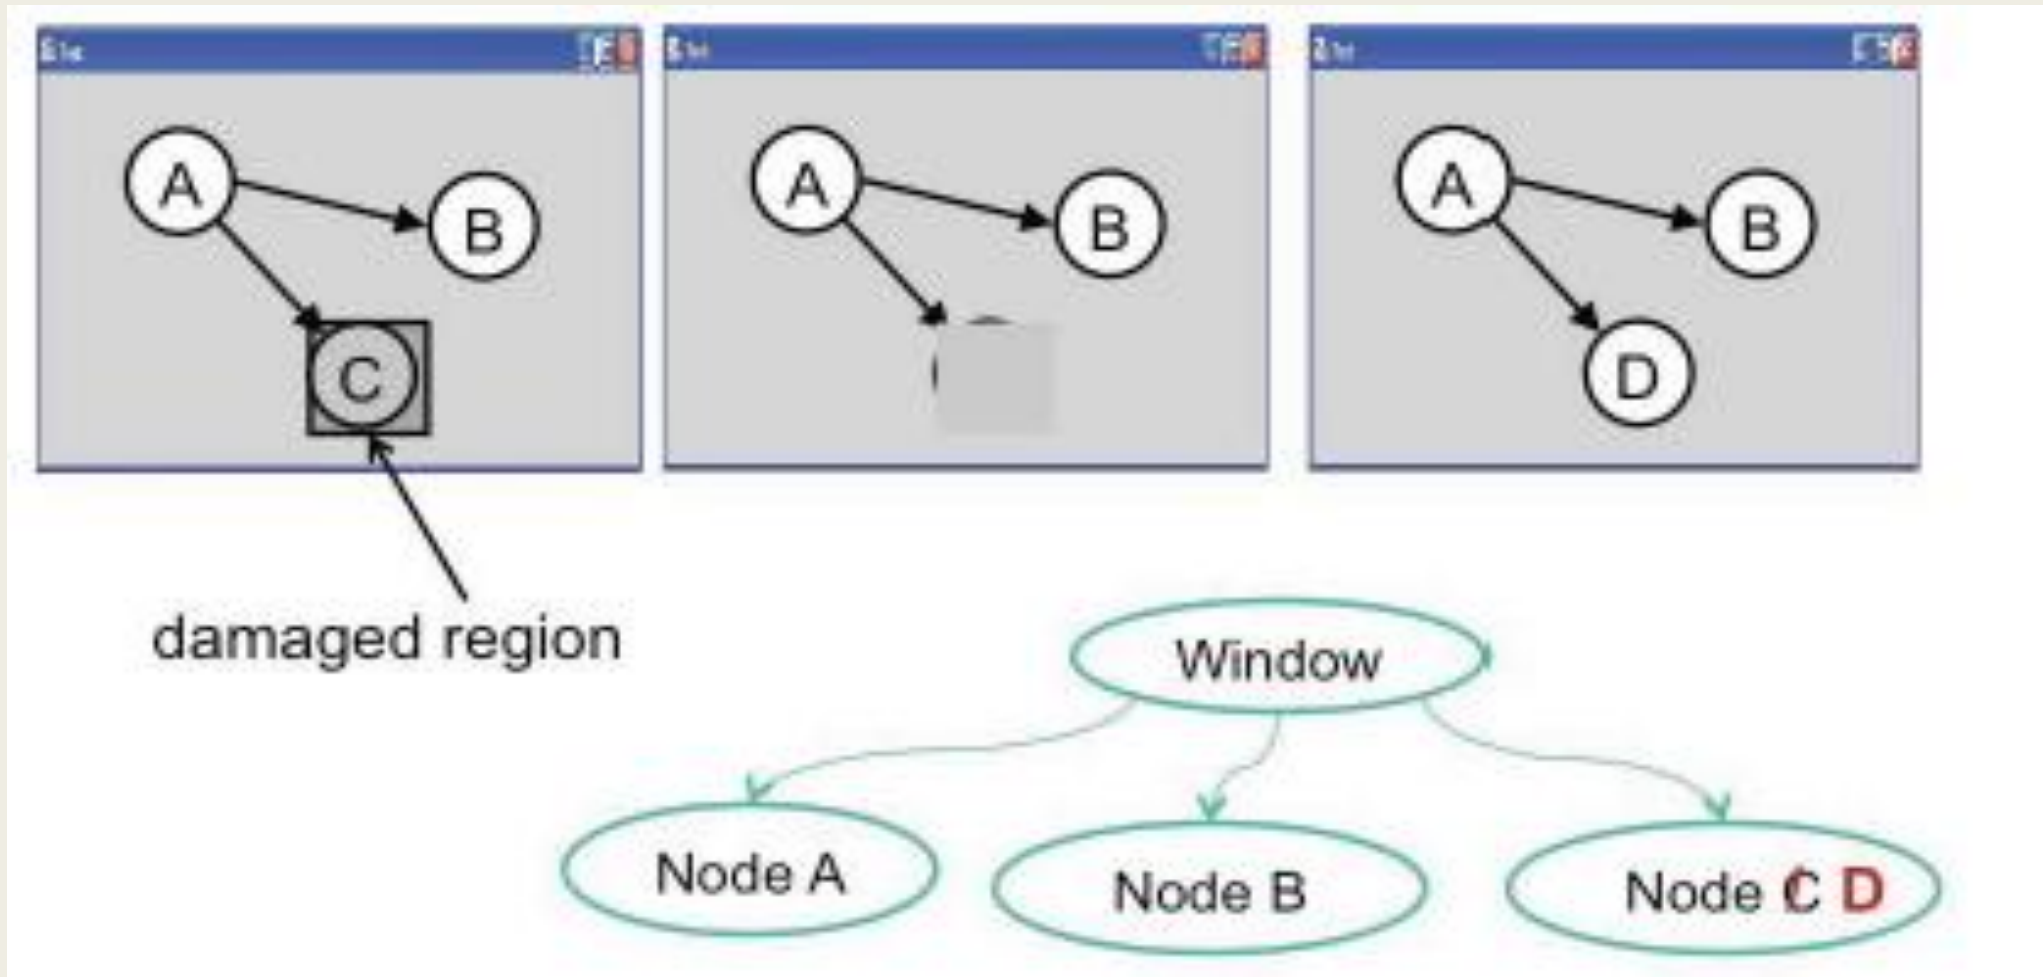 A
B
C
A
B
A
B
D
damaged region
Window
Node A
Node B
Node C D